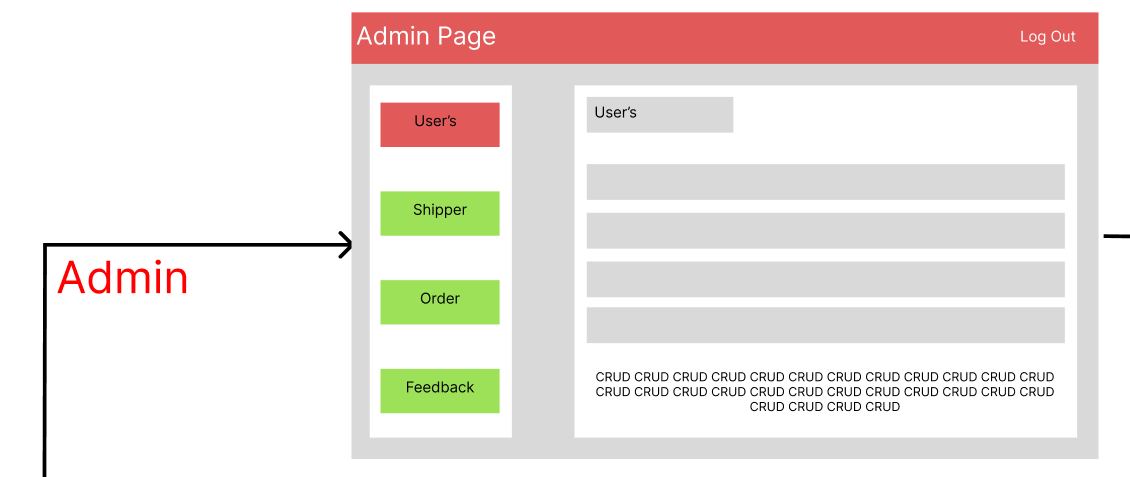 Admin Page
Log Out
User’s
Shipper
Order
Feedback
User’s
CRUD CRUD CRUD CRUD CRUD CRUD CRUD CRUD CRUD CRUD CRUD CRUD
CRUD CRUD CRUD CRUD CRUD CRUD CRUD CRUD CRUD CRUD CRUD CRUD
CRUD CRUD CRUD CRUD
Admin